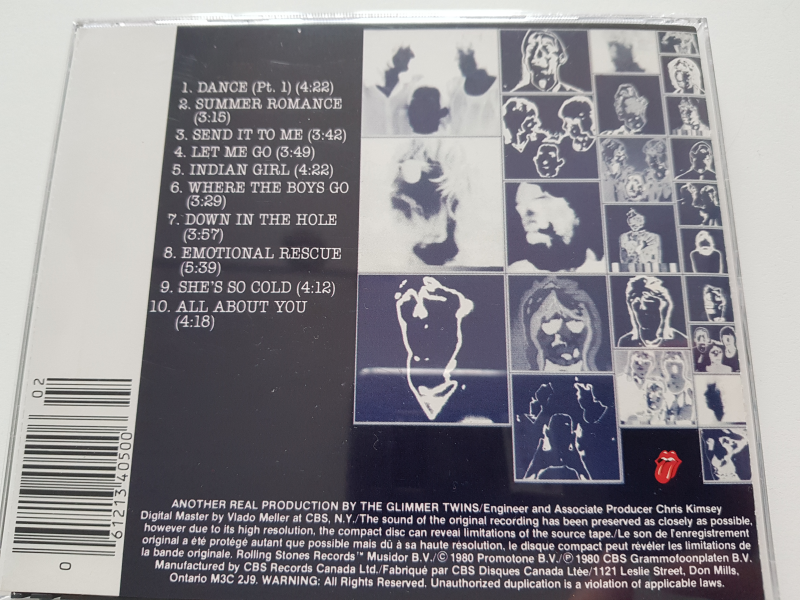 1. DANCE (Pt. 1) (4:22)
2. SUMMER ROMANCE
(3:15)
3. SEND IT TO ME (3:42)
4. LET ME GO (3:49)
5. INDIAN GIRL (4:22)
6. WHERE THE BOYS GO
(3:29)
7. DOWN IN THE HOLE
(3:57)
8. EMOTIONAL RESCUE
(5:39)
9. SHE'S SO COLD (4:12)
10. ALL ABOUT YOU
(4:18)
02
0
61213 40500
ANOTHER REAL PRODUCTION BY THE GLIMMER TWINS/Engineer and Associate Producer Chris Kimsey
Digital Master by Vlado Meller at CBS, N.Y./The sound of the original recording has been preserved as closely as possible,
however due to its high resolution, the compact disc can reveal limitations of the source tape./Le son de l'enregistrement
original a été protégé autant que possible mais dû à sa haute résolution, le disque compact peut révéler les limitations de
la bande originale. Rolling Stones Records™ Musidor B.V./© 1980 Promotone B.V./℗ 1980 CBS Grammofoonplaten B.V.
Manufactured by CBS Records Canada Ltd./Fabriqué par CBS Disques Canada Ltée/1121 Leslie Street, Don Mills,
Ontario M3C 2J9. WARNING: All Rights Reserved. Unauthorized duplication is a violation of applicable laws.